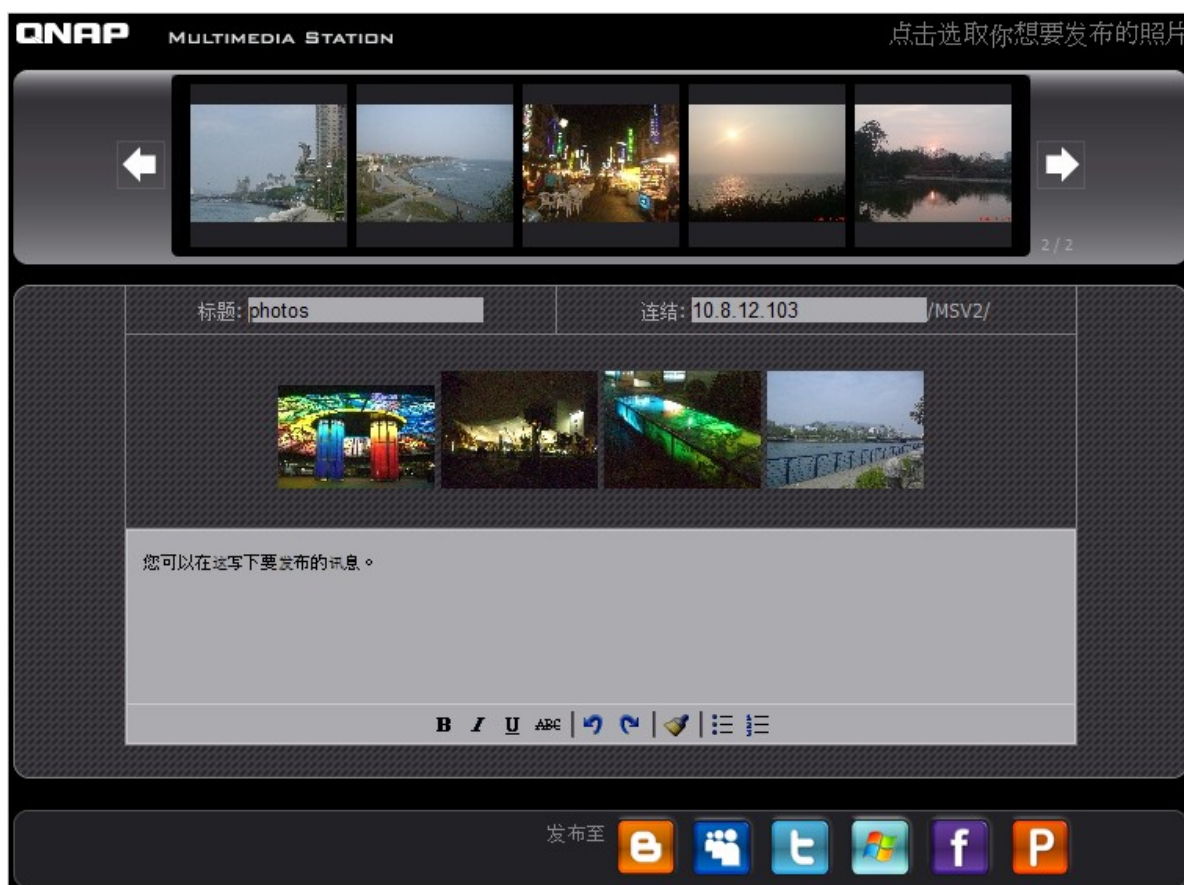 QNAP MULTIMEDIA STATION
点击选取你想要发布的照片
2 / 2
标题: photos
连结: 10.8.12.103 /MSV2/
您可以在这写下要发布的讯息。
B I U ABC
发布至